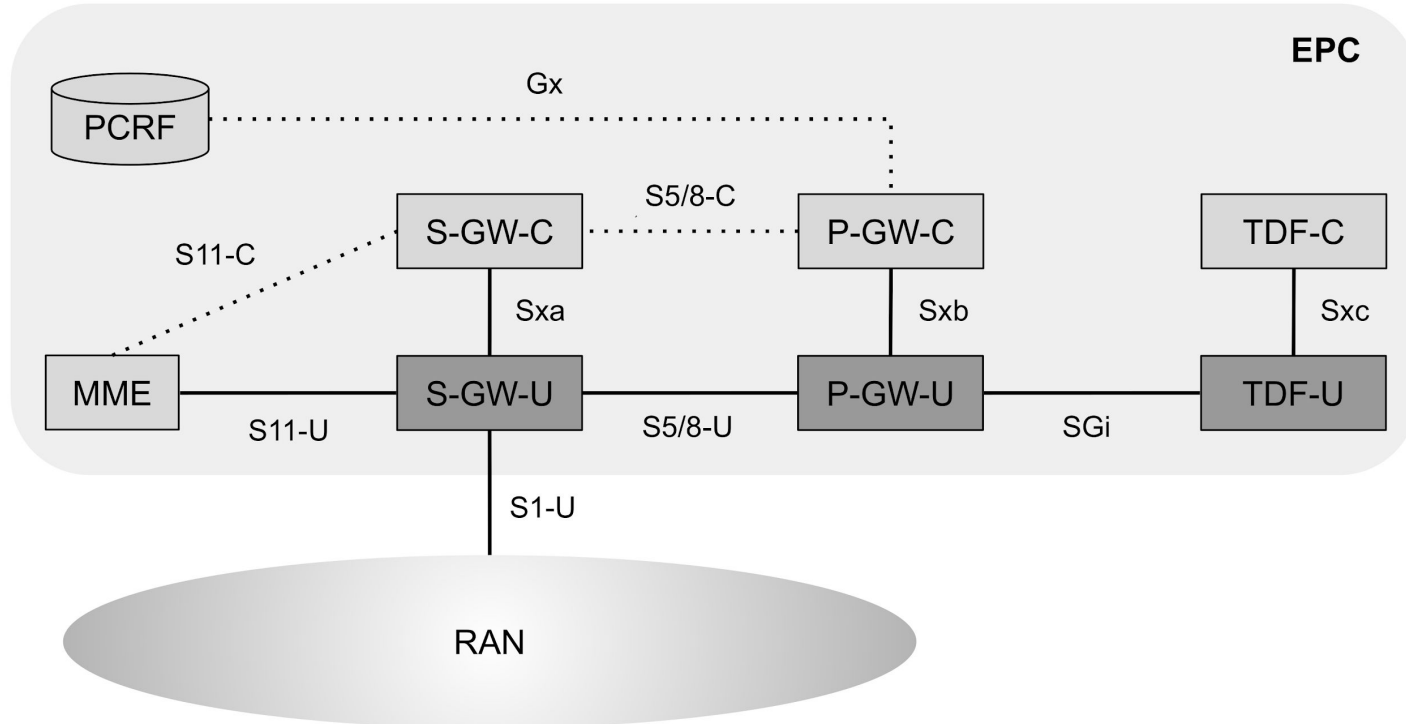 EPC
Gx
PCRF
S5/8-C
S-GW-C
P-GW-C
TDF-C
S11-C
Sxa
Sxb
Sxc
MME
S-GW-U
P-GW-U
TDF-U
S11-U
S5/8-U
SGi
S1-U
RAN